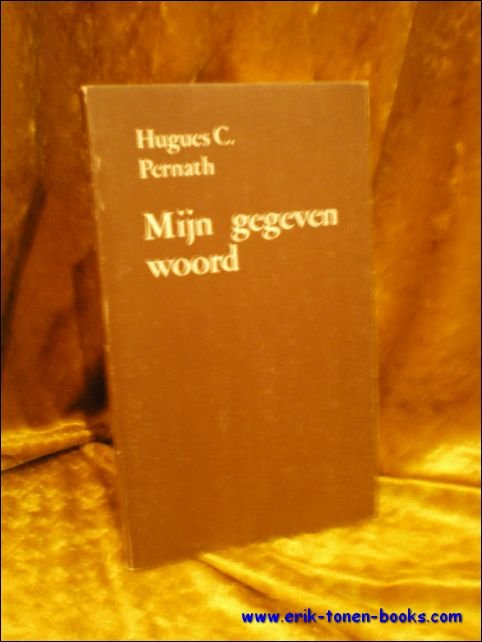 Hugues C.
Pernath
Mijn gegeven
woord
www.erik-tonen-books.com